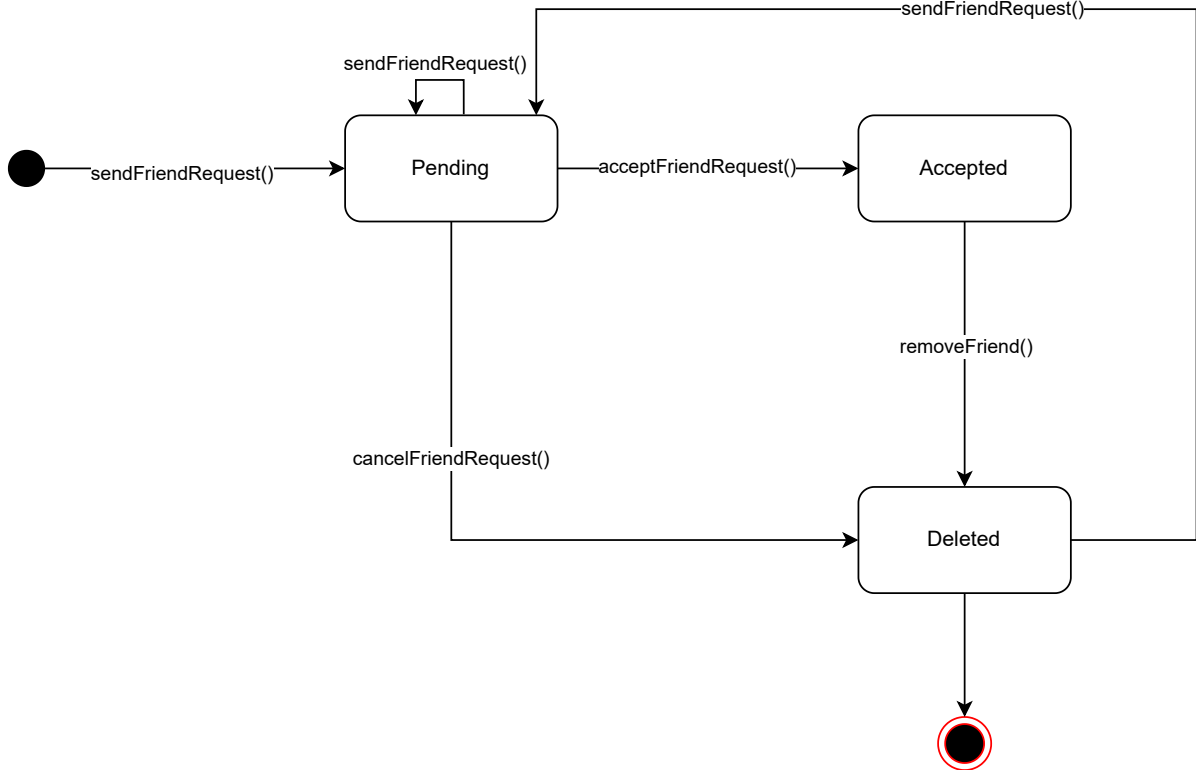 sendFriendRequest()
sendFriendRequest()
Pending
Accepted
sendFriendRequest()
acceptFriendRequest()
removeFriend()
cancelFriendRequest()
Deleted